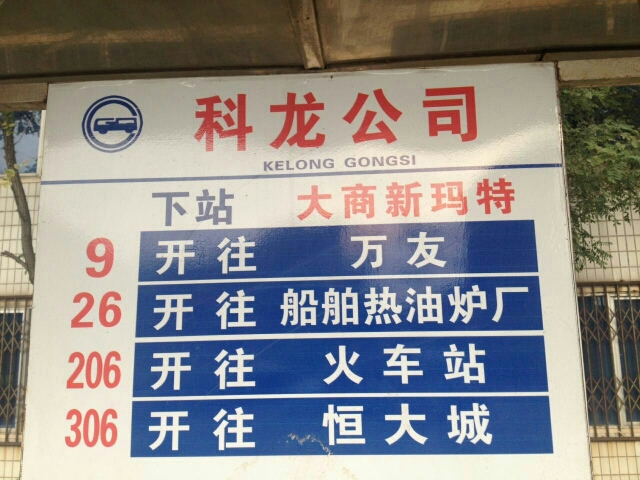 科龙公司
KELONG GONGSI
下站 大商新玛特
9 开往 万友
26 开往 船舶热油炉厂
206 开往 火车站
306 开往 恒大城